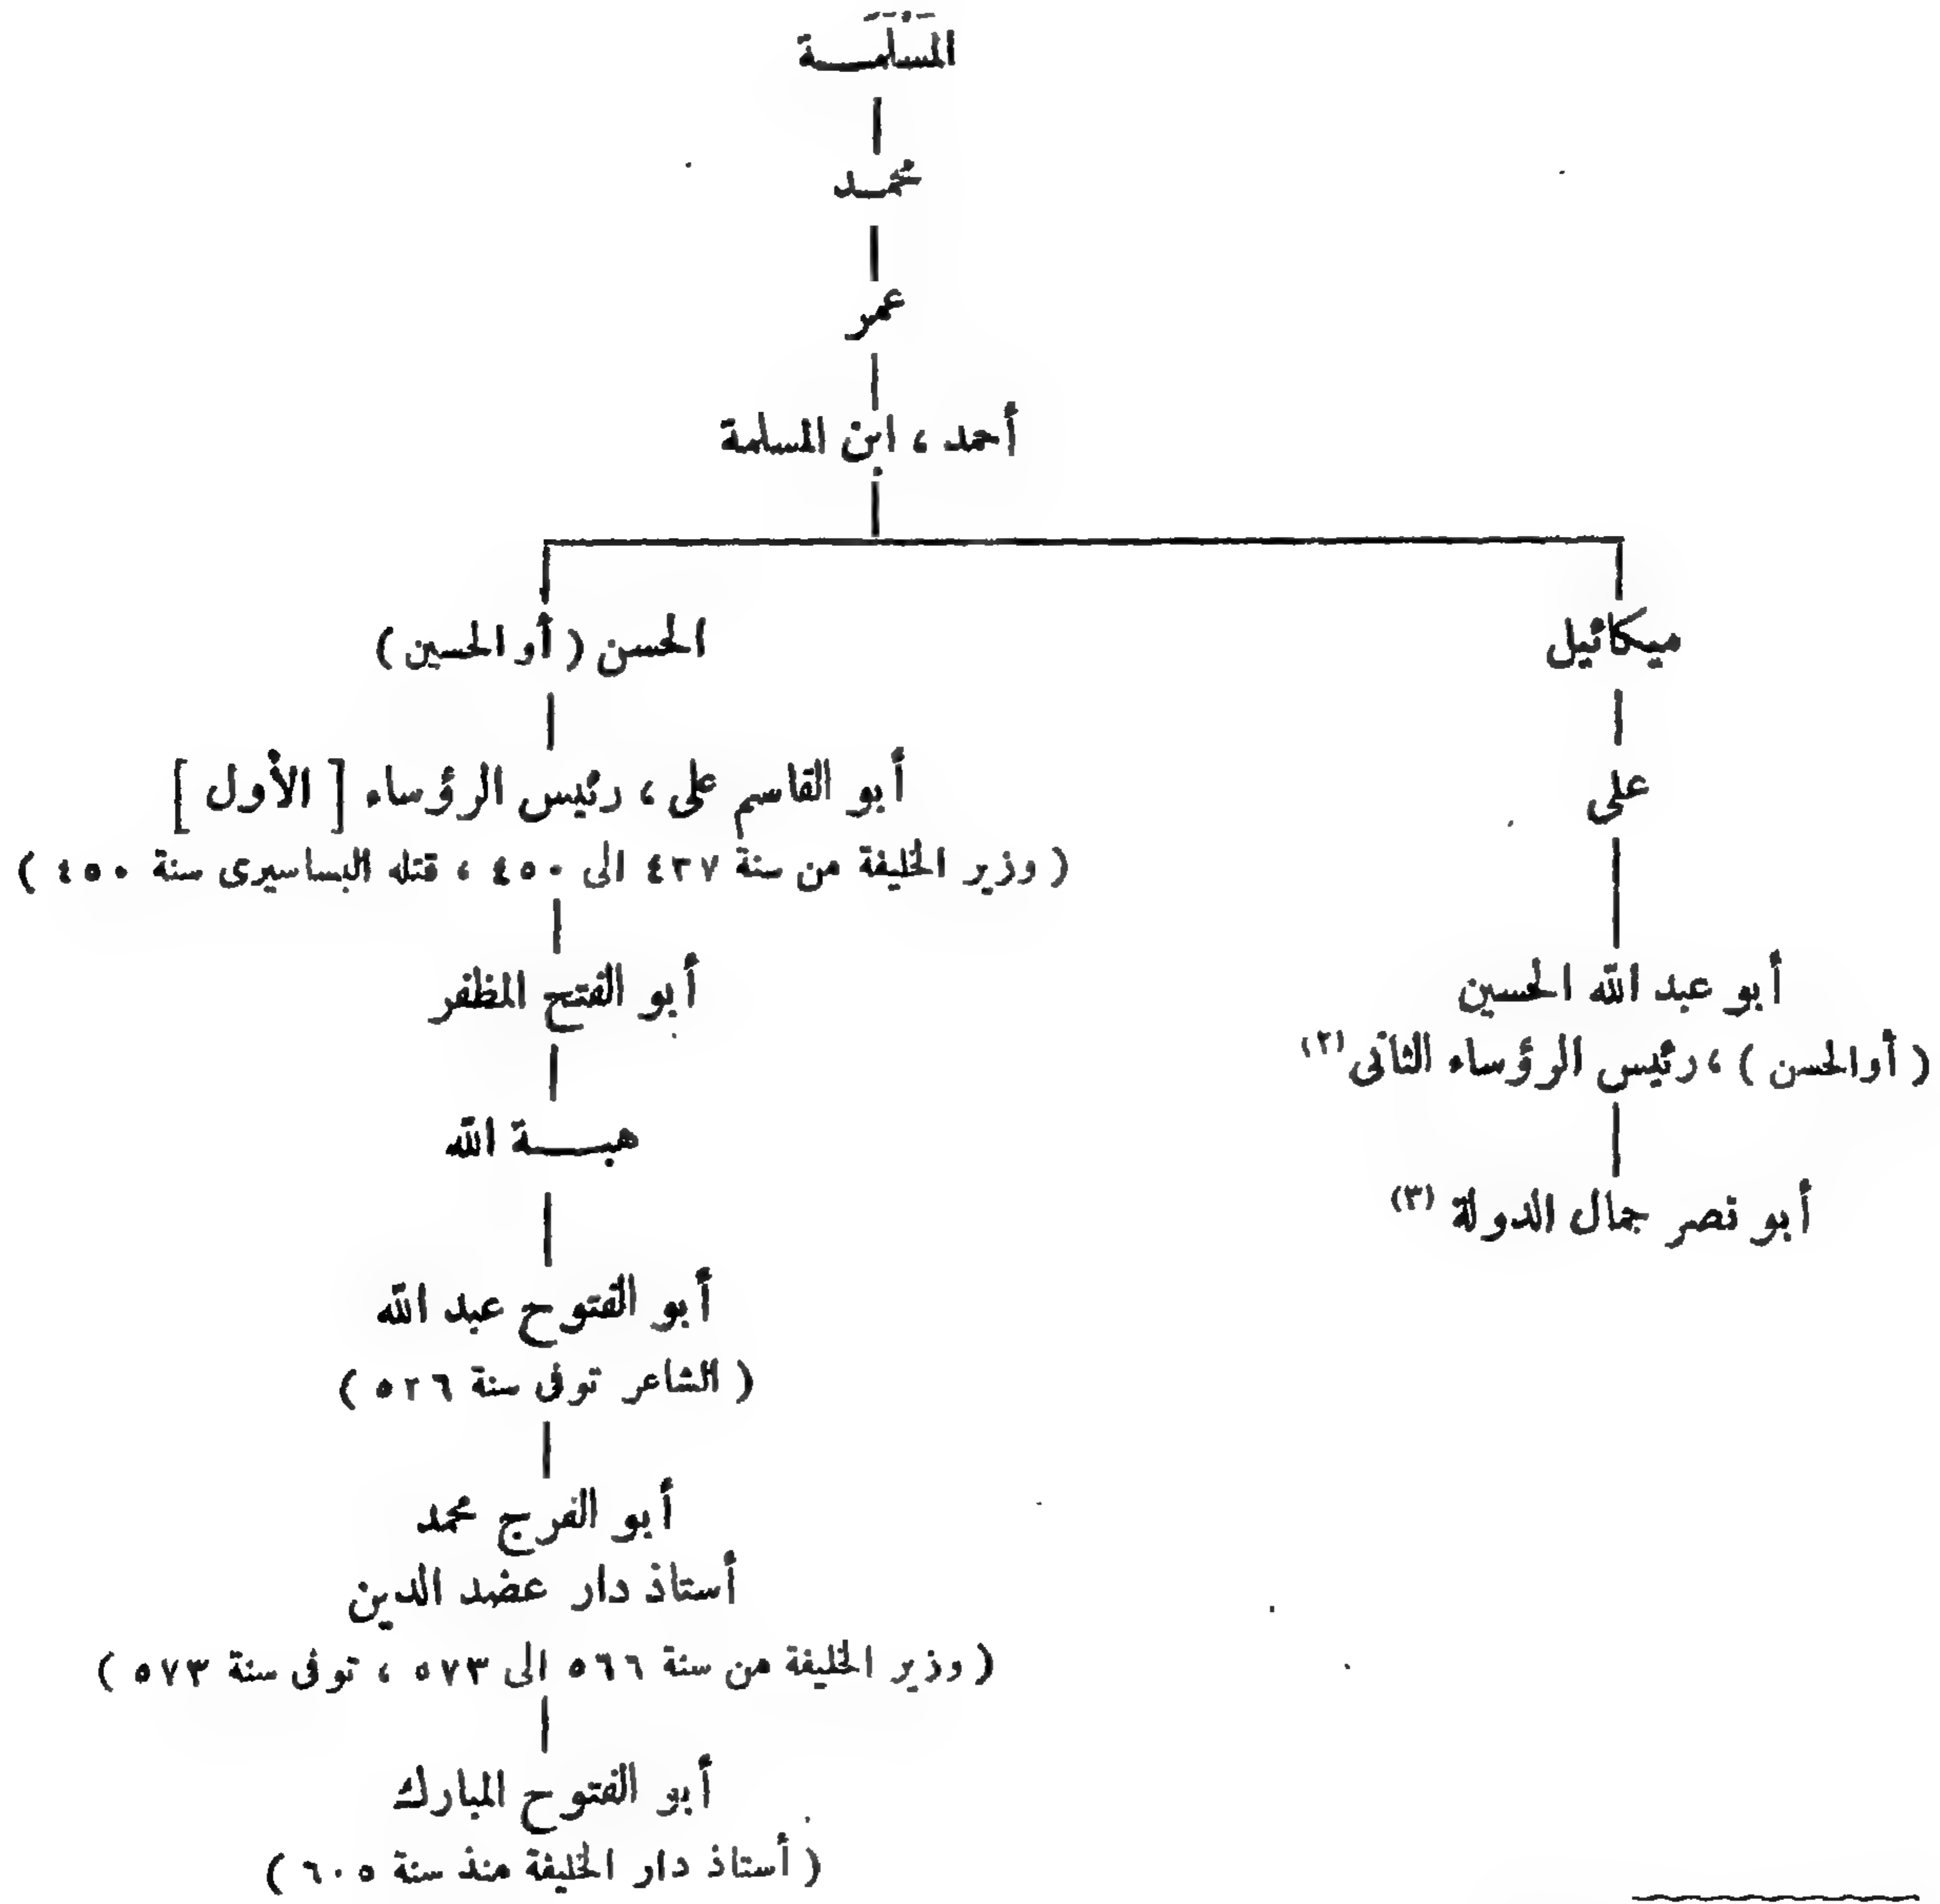 المسلمـــة
محمـد
عمر
أحمد ، ابن المسلمة
ميكائيل
الحسن ( أو الحسين )
على
أبو القاسم على ، رئيس الرؤساء [ الأول ]
( وزير الخليفة من سنة ٤٣٧ الى ٤٥٠ ، قتله البساسيرى سنة ٤٥٠ )
أبو عبد الله الحسين
( أو الحسن ) ، رئيس الرؤساء الثانى (٢)
أبو الفتح المظفر
أبو نصر جمال الدولة (٣)
هبـــة الله
أبو الفتوح عبد الله
( الشاعر توفى سنة ٥٢٦ )
أبو الفرج محمد
أستاذ دار عضد الدين
( وزير الخليفة من سنة ٥٦٦ الى ٥٧٣ ، توفى سنة ٥٧٣ )
أبو الفتوح المبارك
( أستاذ دار الخليفة منذ سنة ٦٠٥ )